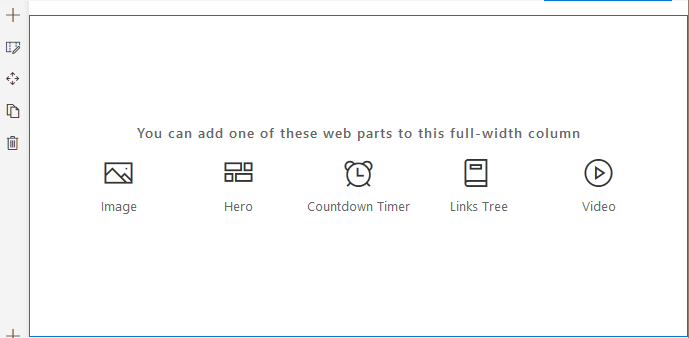 You can add one of these web parts to this full-width column
Image
Hero
Countdown Timer
Links Tree
Video